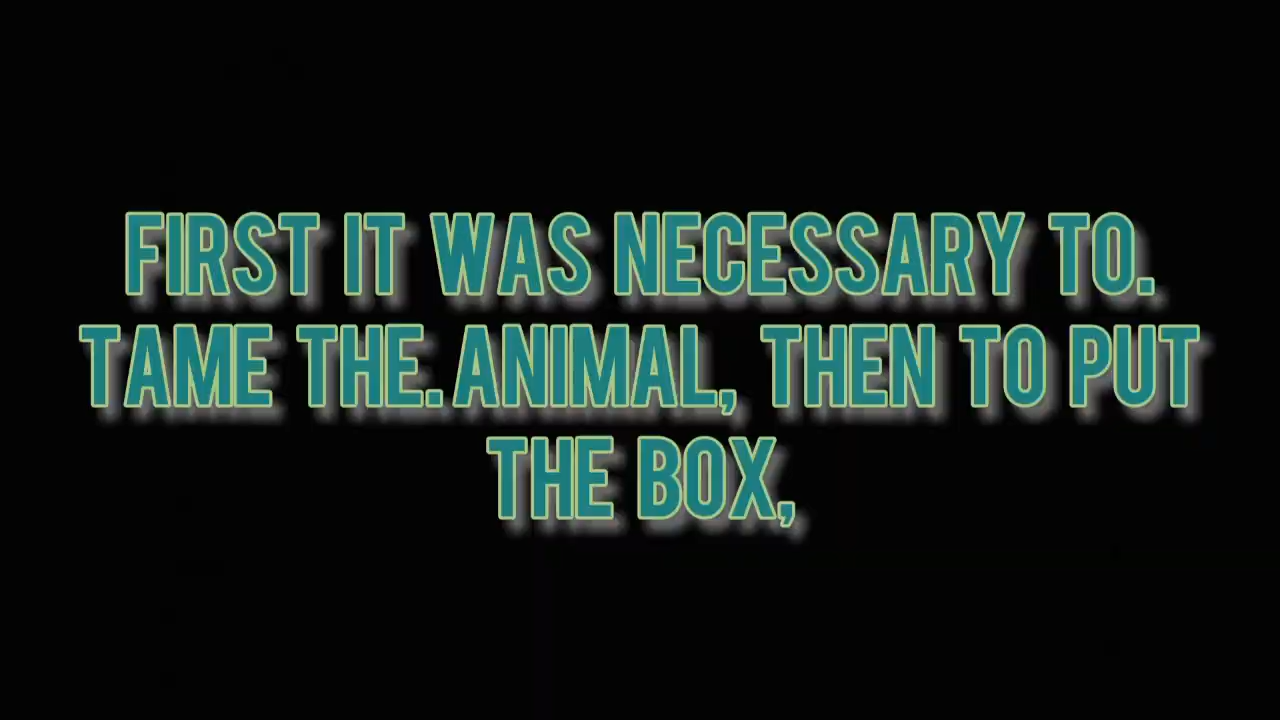 FIRST IT WAS NECESSARY TO.
TAME THE. ANIMAL, THEN TO PUT
THE BOX,